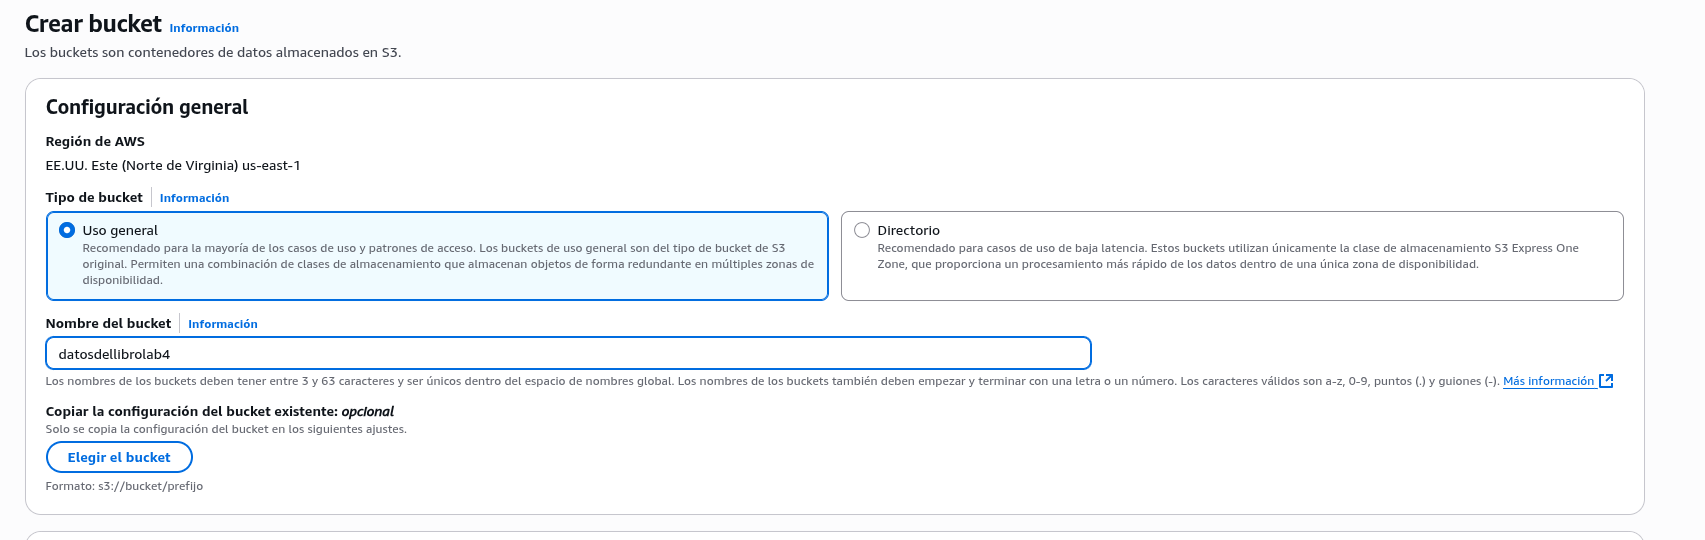 Crear bucket Información
Los buckets son contenedores de datos almacenados en S3.
Configuración general
Región de AWS
EE.UU. Este (Norte de Virginia) us-east-1
Tipo de bucket Información
Uso general
Recomendado para la mayoría de los casos de uso y patrones de acceso. Los buckets de uso general son del tipo de bucket de S3
original. Permiten una combinación de clases de almacenamiento que almacenan objetos de forma redundante en múltiples zonas de
disponibilidad.
Directorio
Recomendado para casos de uso de baja latencia. Estos buckets utilizan únicamente la clase de almacenamiento S3 Express One
Zone, que proporciona un procesamiento más rápido de los datos dentro de una única zona de disponibilidad.
Nombre del bucket Información
datosdellibrolab4
Los nombres de los buckets deben tener entre 3 y 63 caracteres y ser únicos dentro del espacio de nombres global. Los nombres de los buckets también deben empezar y terminar con una letra o un número. Los caracteres válidos son a-z, 0-9, puntos (.) y guiones (-). Más información
Copiar la configuración del bucket existente: opcional
Solo se copia la configuración del bucket en los siguientes ajustes.
Elegir el bucket
Formato: s3://bucket/prefijo